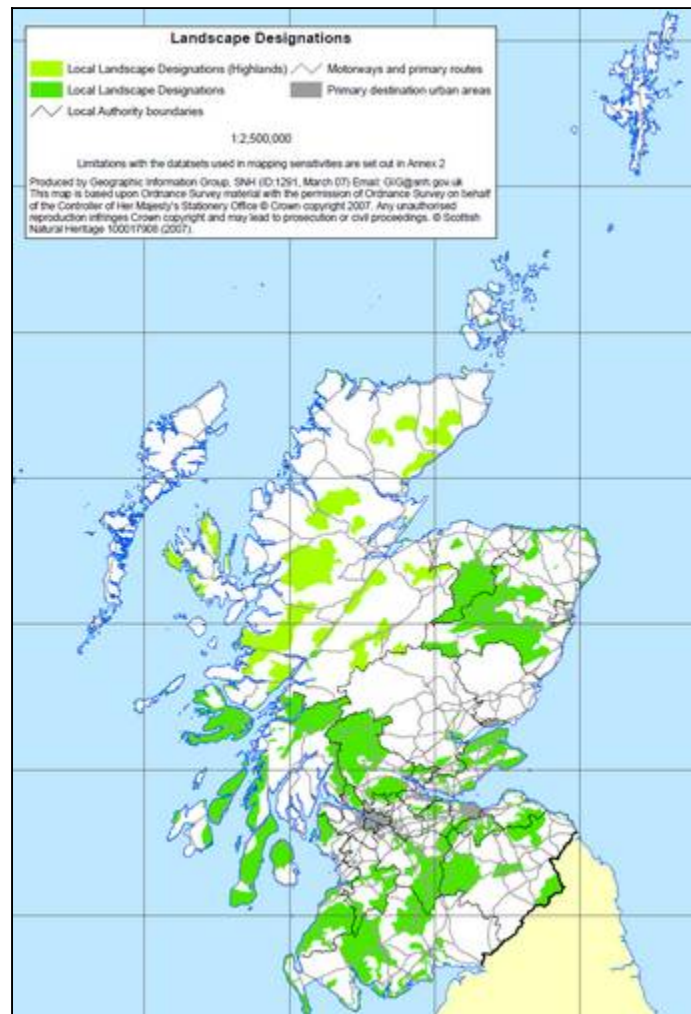 Landscape Designations
Local Landscape Designations (Highlands) Motorways and primary routes
Local Landscape Designations Primary destination urban areas
Local Authority boundaries
1:2,500,000
Limitations with the datatsets used in mapping sensitivities are set out in Annex 2
Produced by Geographic Information Group, SNH (ID:1291, March 07) Email: GIG@snh.gov.uk
This map is based upon Ordnance Survey material with the permission of Ordnance Survey on behalf
of the Controller of Her Majesty's Stationery Office © Crown copyright 2007. Any unauthorised
reproduction infringes Crown copyright and may lead to prosecution or civil proceedings. © Scottish
Natural Heritage 100017908 (2007).